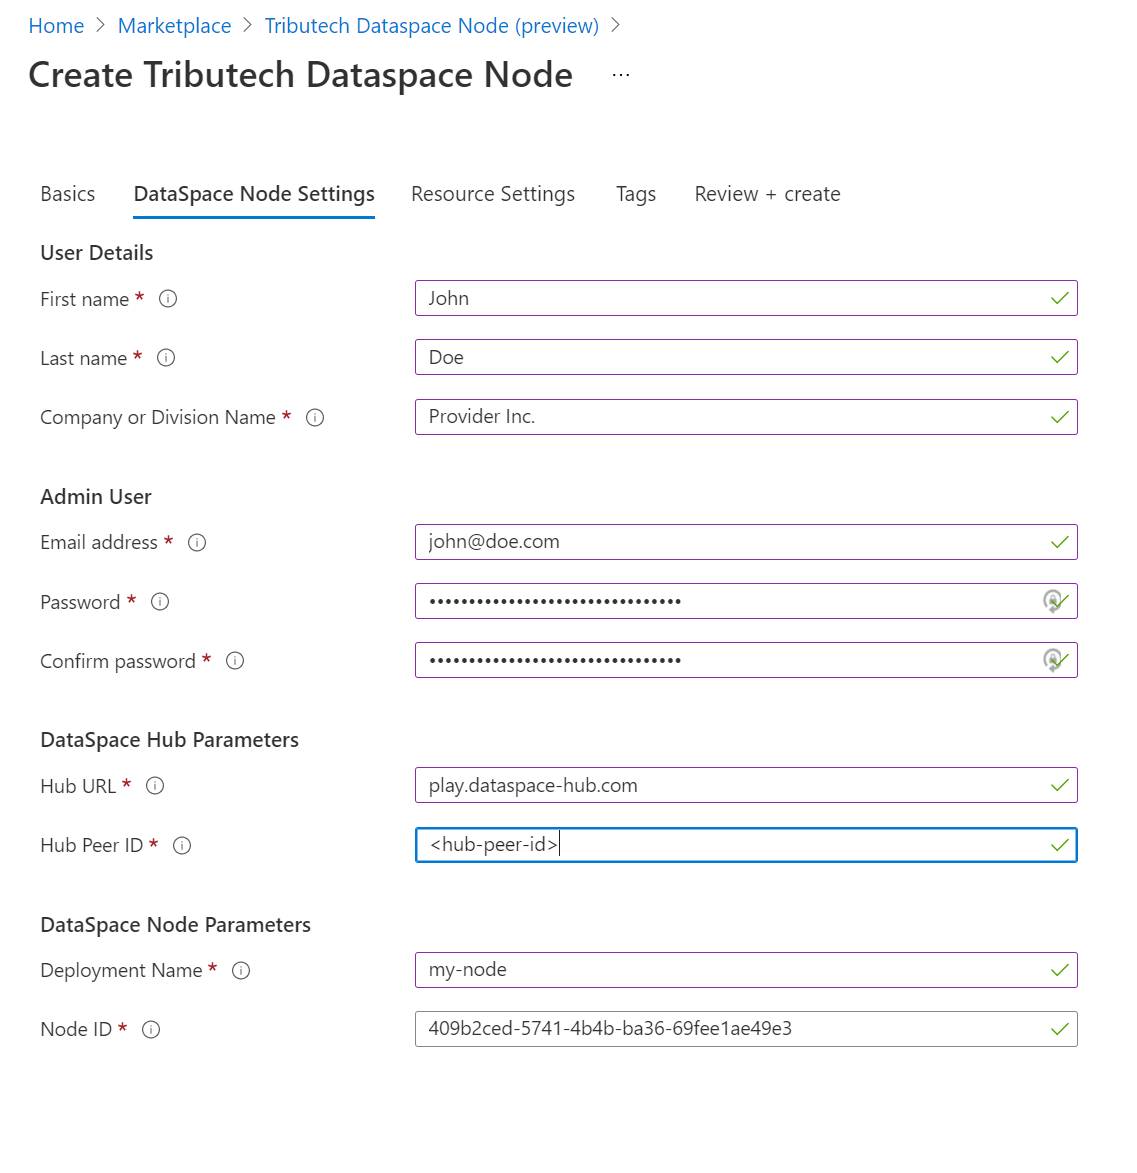 Home > Marketplace > Tributech Dataspace Node (preview) >
Create Tributech Dataspace Node ...
Basics DataSpace Node Settings Resource Settings Tags Review + create
User Details
First name * John
Last name * Doe
Company or Division Name * Provider Inc.
Admin User
Email address * john@doe.com
Password * ••••••••••••••••••••••••••••••••
Confirm password * ••••••••••••••••••••••••••••••••
DataSpace Hub Parameters
Hub URL * play.dataspace-hub.com
Hub Peer ID * <hub-peer-id>
DataSpace Node Parameters
Deployment Name * my-node
Node ID * 409b2ced-5741-4b4b-ba36-69fee1ae49e3